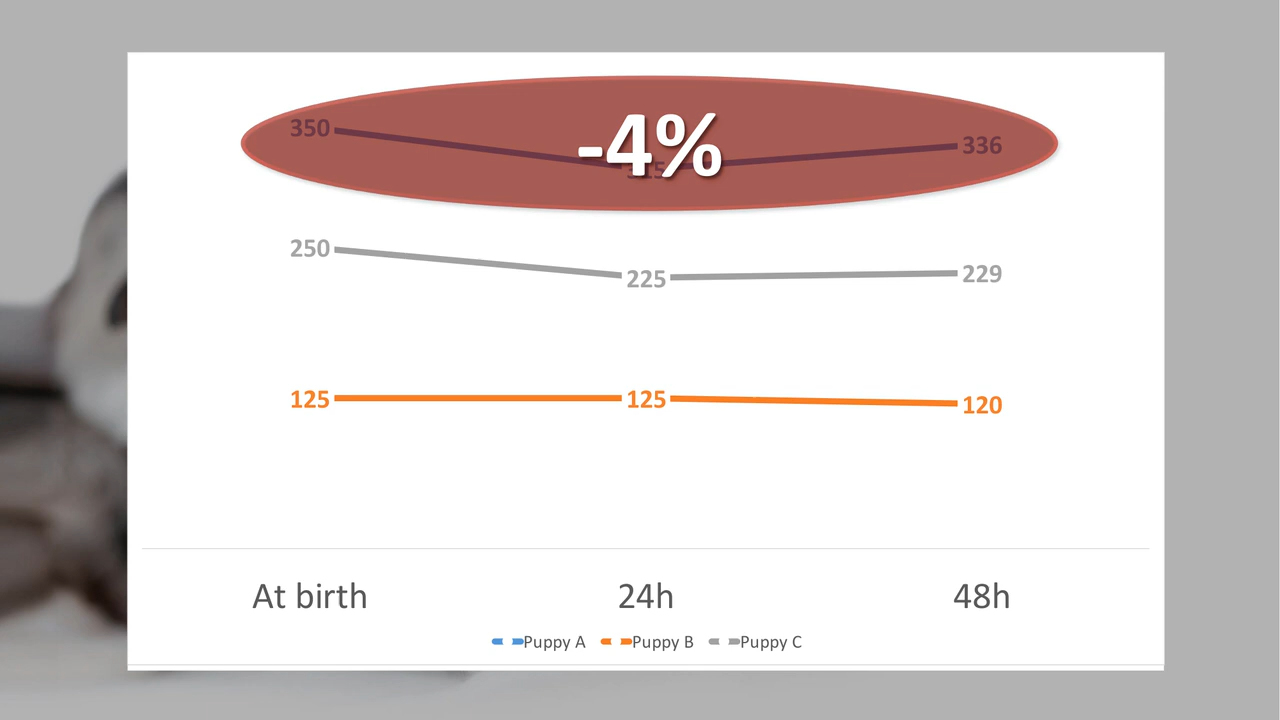 350
-4%
336
250
225
229
125
125
120
At birth
24h
48h
Puppy A
Puppy B
Puppy C